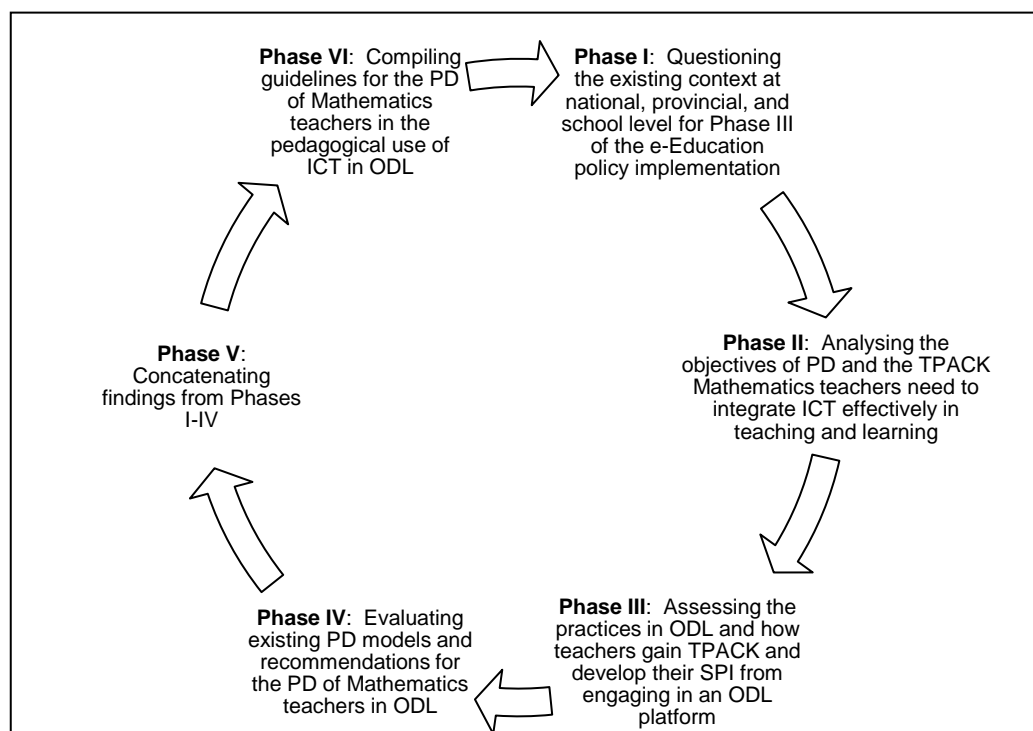 Phase I: Questioning
the existing context at
national, provincial, and
school level for Phase III
of the e-Education
policy implementation
Phase II: Analysing the
objectives of PD and the TPACK
Mathematics teachers need to
integrate ICT effectively in
teaching and learning
Phase III: Assessing the
practices in ODL and how
teachers gain TPACK and
develop their SPI from
engaging in an ODL
platform
Phase IV: Evaluating
existing PD models and
recommendations for
the PD of Mathematics
teachers in ODL
Phase V:
Concatenating
findings from Phases
I-IV
Phase VI: Compiling
guidelines for the PD
of Mathematics
teachers in the
pedagogical use of
ICT in ODL